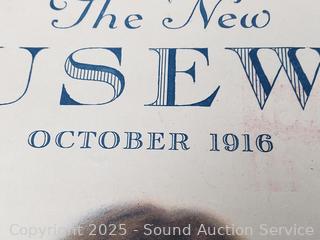 The New
USEW
OCTOBER 1916
Copyright 2025 - Sound Auction Service